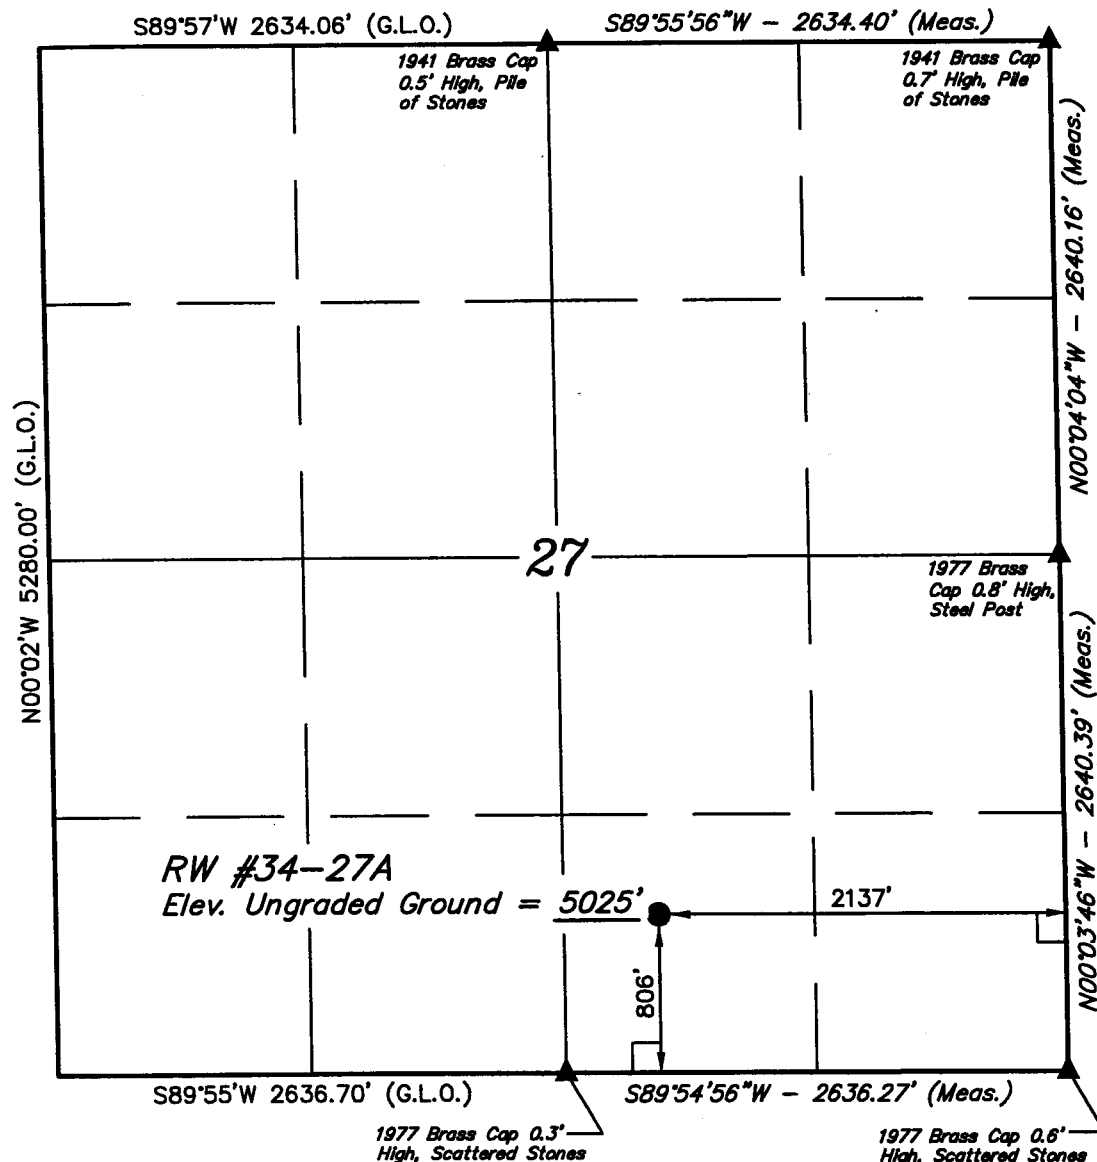 S89°57'W 2634.06' (G.L.O.)
S89°55'56"W - 2634.40' (Meas.)
1941 Brass Cap
0.5' High, Pile
of Stones
1941 Brass Cap
0.7' High, Pile
of Stones
N00°04'04"W - 2640.16' (Meas.)
N00°02'W 5280.00' (G.L.O.)
27
1977 Brass
Cap 0.8' High,
Steel Post
N00°03'46"W - 2640.39' (Meas.)
RW #34-27A
Elev. Ungraded Ground = 5025'
2137'
806'
S89°55'W 2636.70' (G.L.O.)
S89°54'56"W - 2636.27' (Meas.)
1977 Brass Cap 0.3'
High, Scattered Stones
1977 Brass Cap 0.6'
High, Scattered Stones